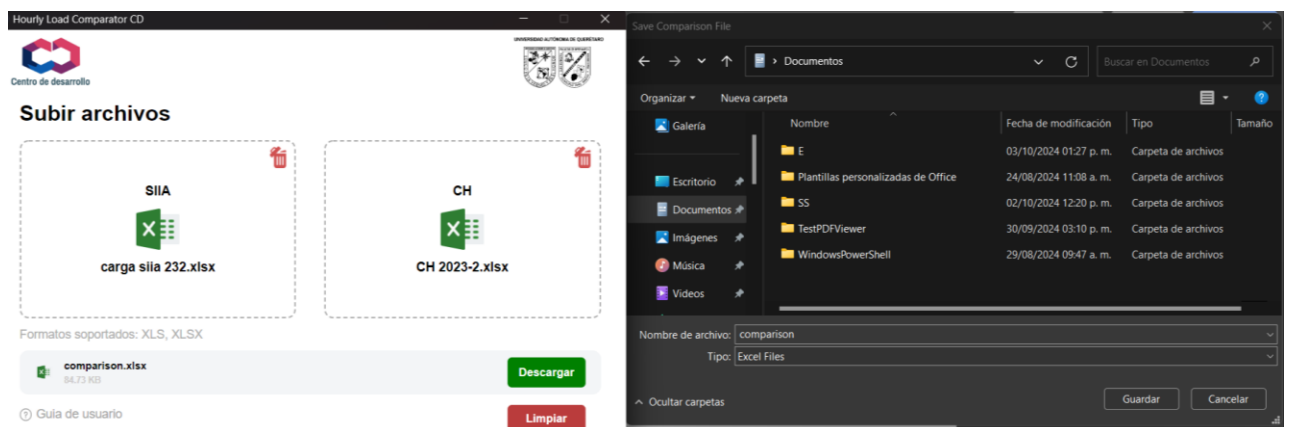 Hourly Load Comparator CD
Centro de desarrollo
UNIVERSIDAD AUTÓNOMA DE QUERÉTARO
Subir archivos
SIIA
carga siia 232.xlsx
CH
CH 2023-2.xlsx
Formatos soportados: XLS, XLSX
comparison.xlsx
84,73 KB
Descargar
Guia de usuario
Limpiar
Save Comparison File
Documentos
Buscar en Documentos
Organizar
Nueva carpeta
Galería
Escritorio
Documentos
Imágenes
Música
Videos
Nombre Fecha de modificación Tipo Tamaño
E 03/10/2024 01:27 p. m. Carpeta de archivos
Plantillas personalizadas de Office 24/08/2024 11:08 a. m. Carpeta de archivos
SS 02/10/2024 12:20 p. m. Carpeta de archivos
TestPDFViewer 30/09/2024 03:10 p. m. Carpeta de archivos
WindowsPowerShell 29/08/2024 09:47 a. m. Carpeta de archivos
Nombre de archivo: comparison
Tipo: Excel Files
Ocultar carpetas
Guardar
Cancelar